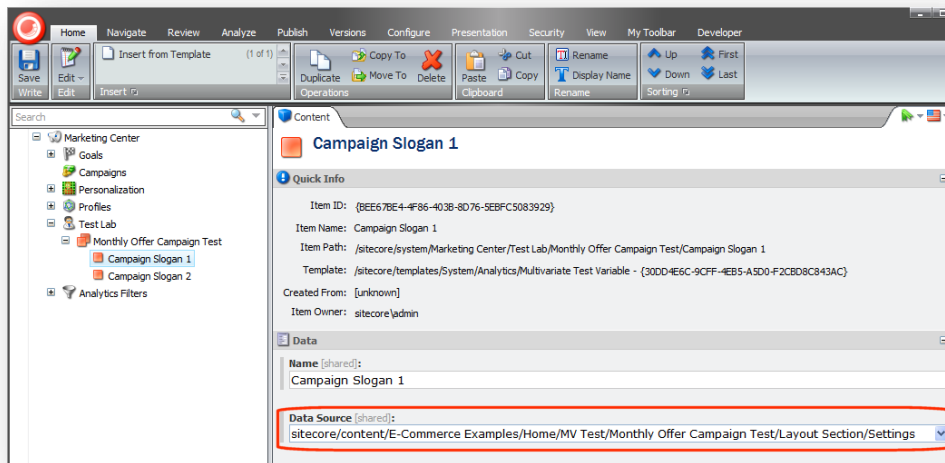 Home Navigate Review Analyze Publish Versions Configure Presentation Security View My Toolbar Developer
Insert from Template (1 of 1) Copy To Cut Copy Rename Up First
Save Edit Duplicate Move To Delete Paste Display Name Down Last
Write Edit Insert Operations Clipboard Rename Sorting
Search
Marketing Center
Goals
Campaigns
Personalization
Profiles
Test Lab
Monthly Offer Campaign Test
Campaign Slogan 1
Campaign Slogan 2
Analytics Filters
Content
Campaign Slogan 1
Quick Info
Item ID: {BEE67BE4-4F86-403B-8D76-5EBFC5083929}
Item Name: Campaign Slogan 1
Item Path: /sitecore/system/Marketing Center/Test Lab/Monthly Offer Campaign Test/Campaign Slogan 1
Template: /sitecore/templates/System/Analytics/Multivariate Test Variable - {30DD4E6C-9CFF-4EB5-A5D0-F2CBD8C843AC}
Created From: [unknown]
Item Owner: sitecore\admin
Data
Name [shared]:
Campaign Slogan 1
Data Source [shared]:
sitecore/content/E-Commerce Examples/Home/MV Test/Monthly Offer Campaign Test/Layout Section/Settings